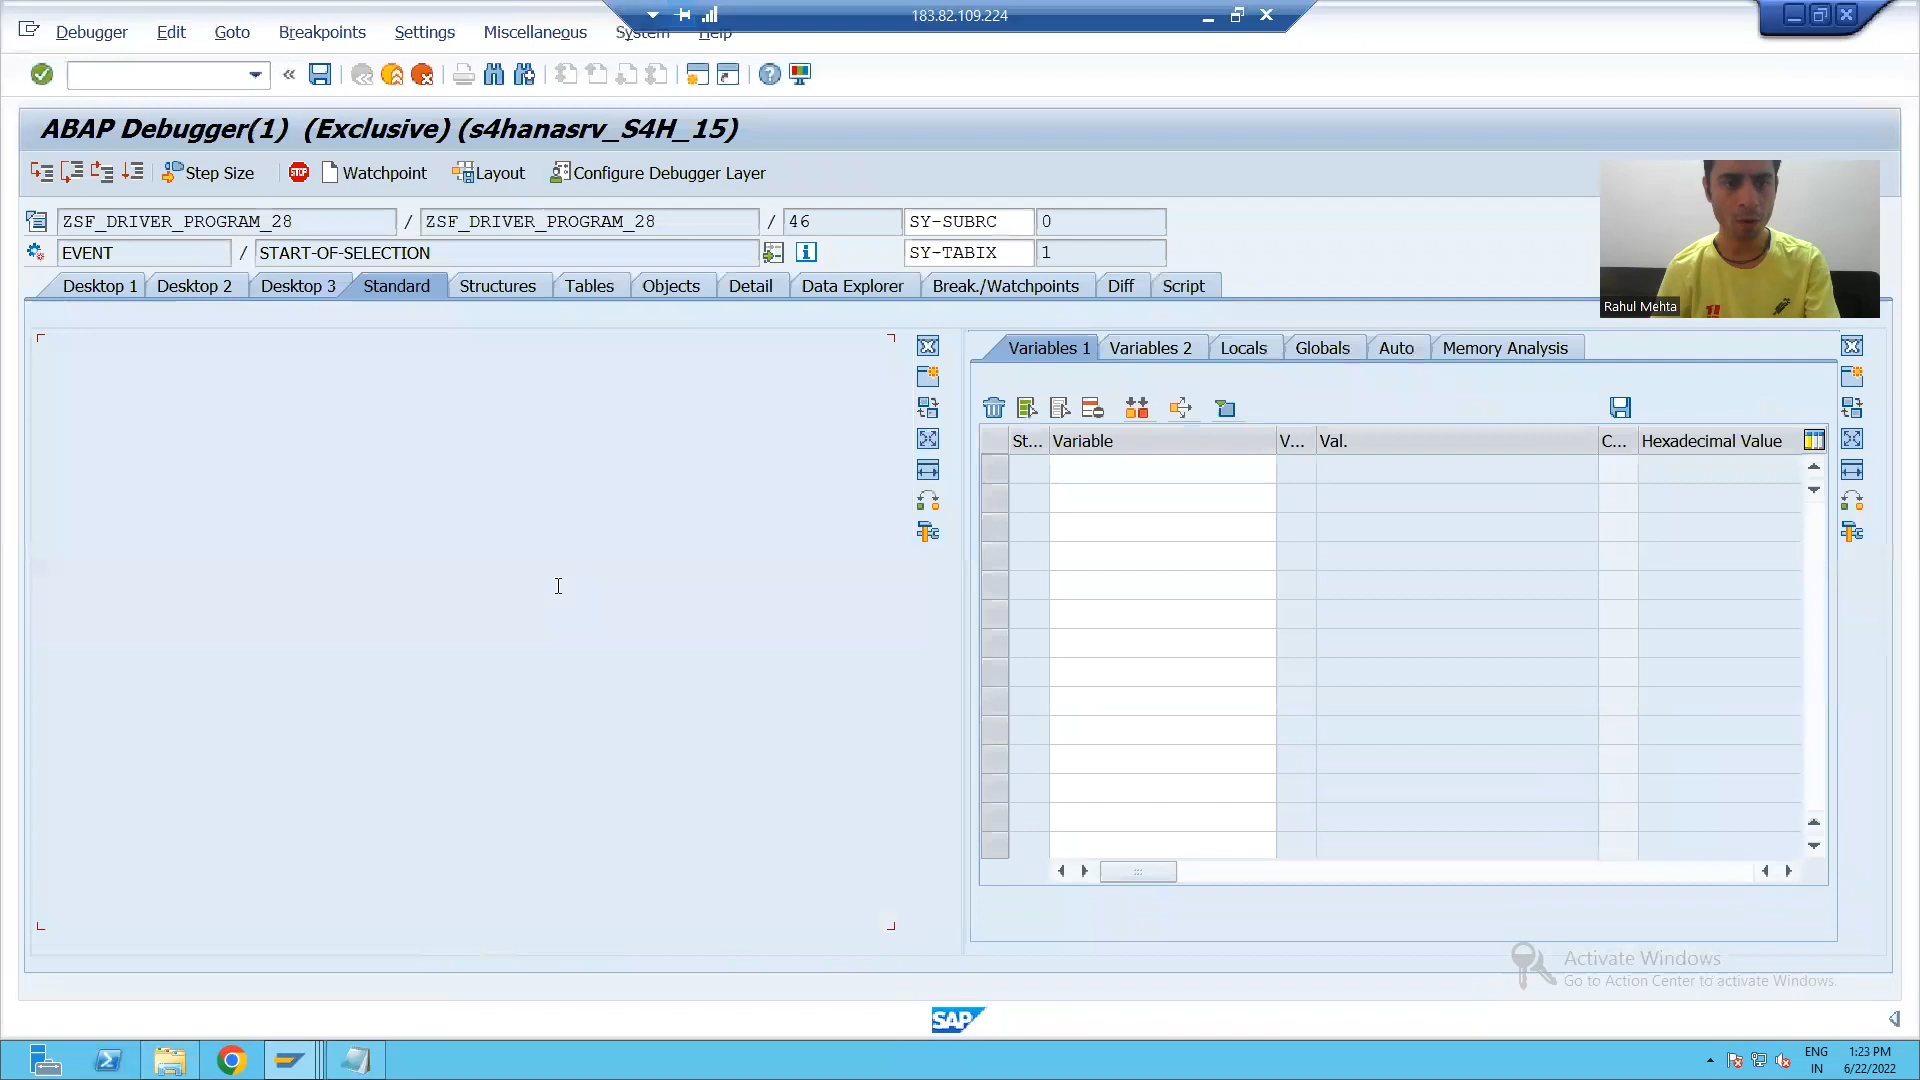 183.82.109.224
Debugger Edit Goto Breakpoints Settings Miscellaneous System Help
ABAP Debugger(1) (Exclusive) (s4hanasrv_S4H_15)
Step Size STOP Watchpoint Layout Configure Debugger Layer
ZSF_DRIVER_PROGRAM_28 / ZSF_DRIVER_PROGRAM_28 / 46 SY-SUBRC 0
EVENT / START-OF-SELECTION SY-TABIX 1
Desktop 1 Desktop 2 Desktop 3 Standard Structures Tables Objects Detail Data Explorer Break./Watchpoints Diff Script
Rahul Mehta
Variables 1 Variables 2 Locals Globals Auto Memory Analysis
St... Variable V... Val. C... Hexadecimal Value
Activate Windows
Go to Action Center to activate Windows.
SAP
ENG 1:23 PM
IN 6/22/2022